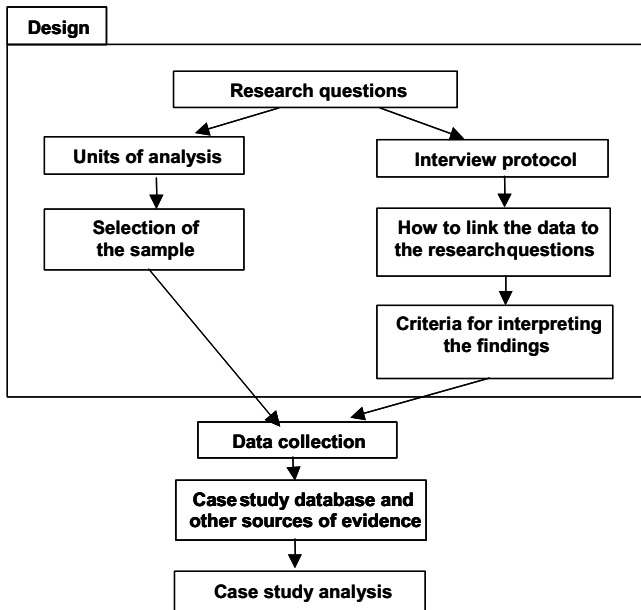 Design
Research questions
Units of analysis
Interview protocol
Selection of
the sample
How to link the data to
the researchquestions
Criteria for interpreting
the findings
Data collection
Case study database and
other sources of evidence
Case study analysis